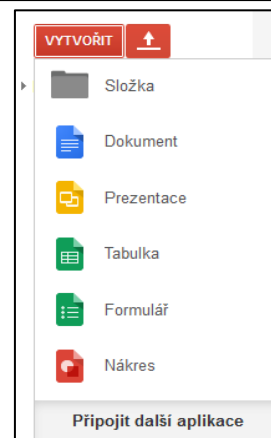 VYTVOŘIT
Složka
Dokument
Prezentace
Tabulka
Formulář
Nákres
Připojit další aplikace